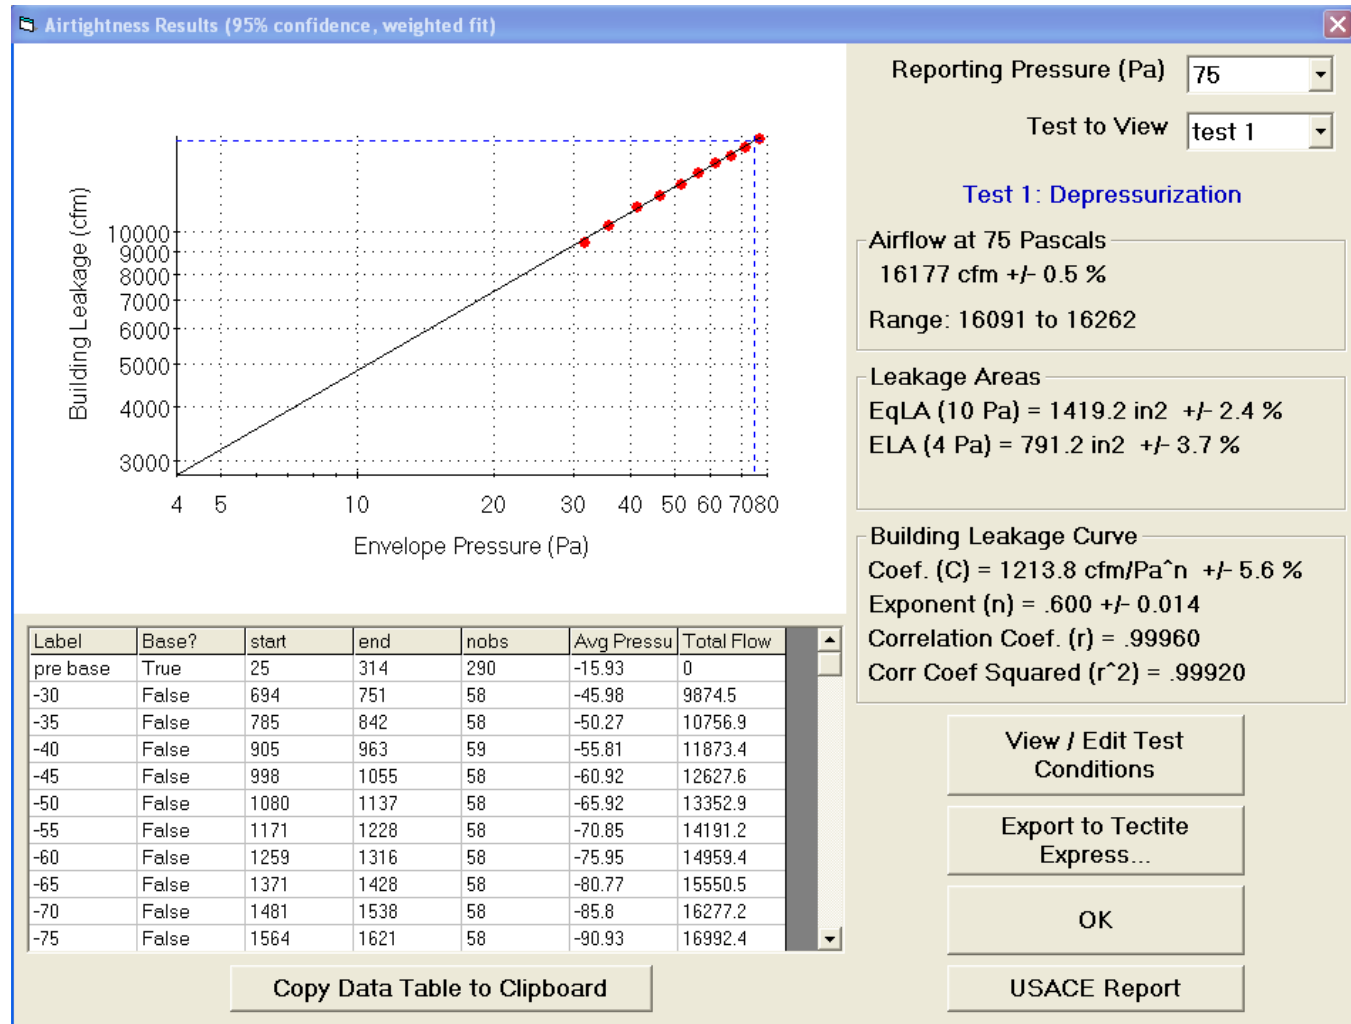 Airtightness Results (95% confidence, weighted fit)
Reporting Pressure (Pa) 75
Test to View test 1
Test 1: Depressurization
Airflow at 75 Pascals
16177 cfm +/- 0.5 %
Range: 16091 to 16262
Leakage Areas
EqLA (10 Pa) = 1419.2 in2 +/- 2.4 %
ELA (4 Pa) = 791.2 in2 +/- 3.7 %
Building Leakage Curve
Coef. (C) = 1213.8 cfm/Pa^n +/- 5.6 %
Exponent (n) = .600 +/- 0.014
Correlation Coef. (r) = .99960
Corr Coef Squared (r^2) = .99920
Building Leakage (cfm)
10000
9000
8000
7000
6000
5000
4000
3000
4 5 10 20 30 40 50 60 70 80
Envelope Pressure (Pa)
Label Base? start end nobs Avg Pressu Total Flow
pre base True 25 314 290 -15.93 0
-30 False 694 751 58 -45.98 9874.5
-35 False 785 842 58 -50.27 10756.9
-40 False 905 963 59 -55.81 11873.4
-45 False 998 1055 58 -60.92 12627.6
-50 False 1080 1137 58 -65.92 13352.9
-55 False 1171 1228 58 -70.85 14191.2
-60 False 1259 1316 58 -75.95 14959.4
-65 False 1371 1428 58 -80.77 15550.5
-70 False 1481 1538 58 -85.8 16277.2
-75 False 1564 1621 58 -90.93 16992.4
Copy Data Table to Clipboard
View / Edit Test
Conditions
Export to Tectite
Express...
OK
USACE Report